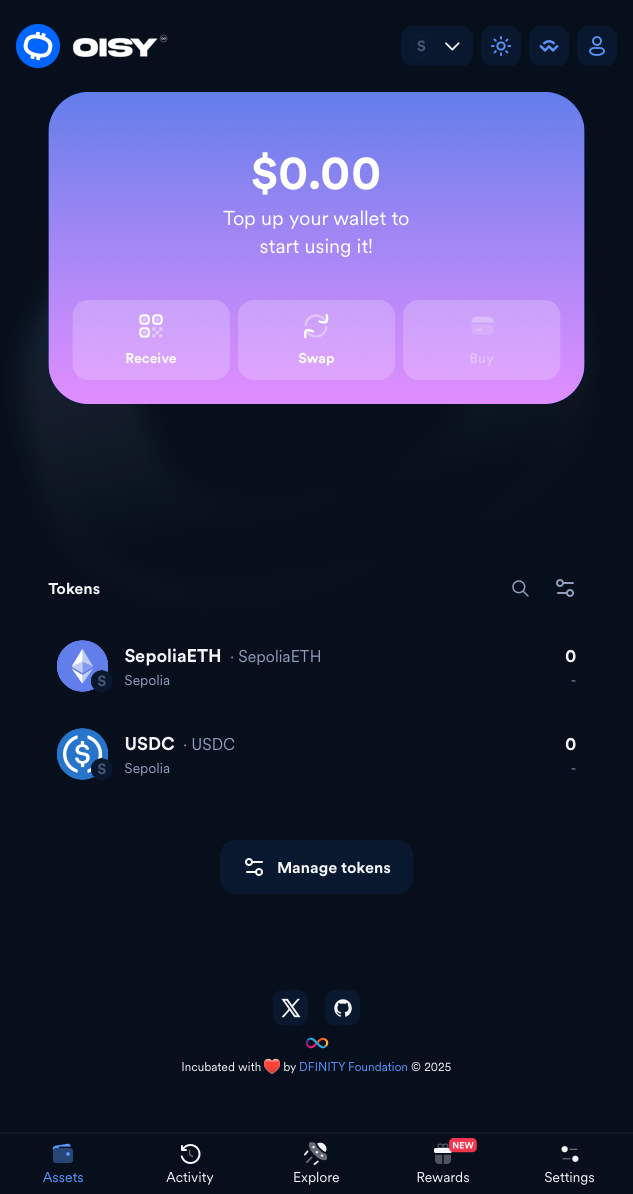 OISY
S
$0.00
Top up your wallet to
start using it!
Receive
Swap
Buy
Tokens
SepoliaETH · SepoliaETH
0
S
Sepolia
-
USDC · USDC
0
S
Sepolia
-
Manage tokens
Incubated with ❤️ by DFINITY Foundation © 2025
NEW
Assets
Activity
Explore
Rewards
Settings